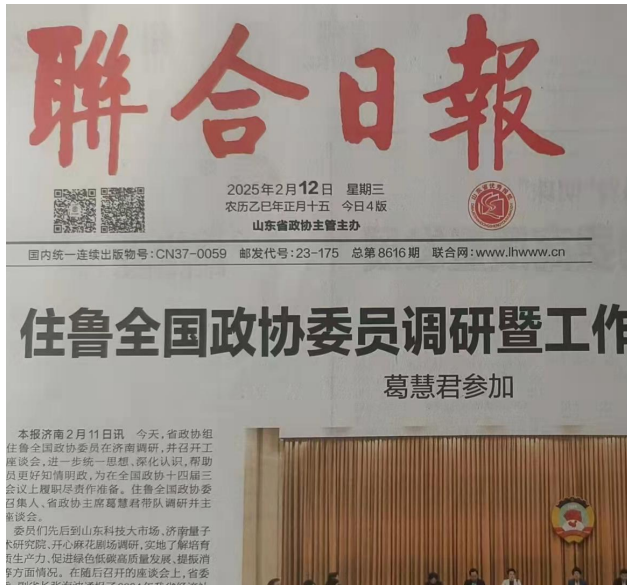 聯合日報
2025年2月12日 星期三
农历乙巳年正月十五 今日4版
山东省政协主管主办
国内统一连续出版物号:CN37-0059 邮发代号:23-175 总第8616期 联合网:www.lhwww.cn
住鲁全国政协委员调研暨工作
葛慧君参加
本报济南2月11日讯 今天,省政协组
住鲁全国政协委员在济南调研,并召开工
座谈会,进一步统一思想、深化认识,帮助
员更好知情明政,为在全国政协十四届三
会议上履职尽责作准备。住鲁全国政协委
召集人、省政协主席葛慧君带队调研并主
座谈会。
委员们先后到山东科技大市场、济南量子
术研究院、开心麻花剧场调研,实地了解培育
质生产力、促进绿色低碳高质量发展、提振消
等方面情况。在随后召开的座谈会上,省委